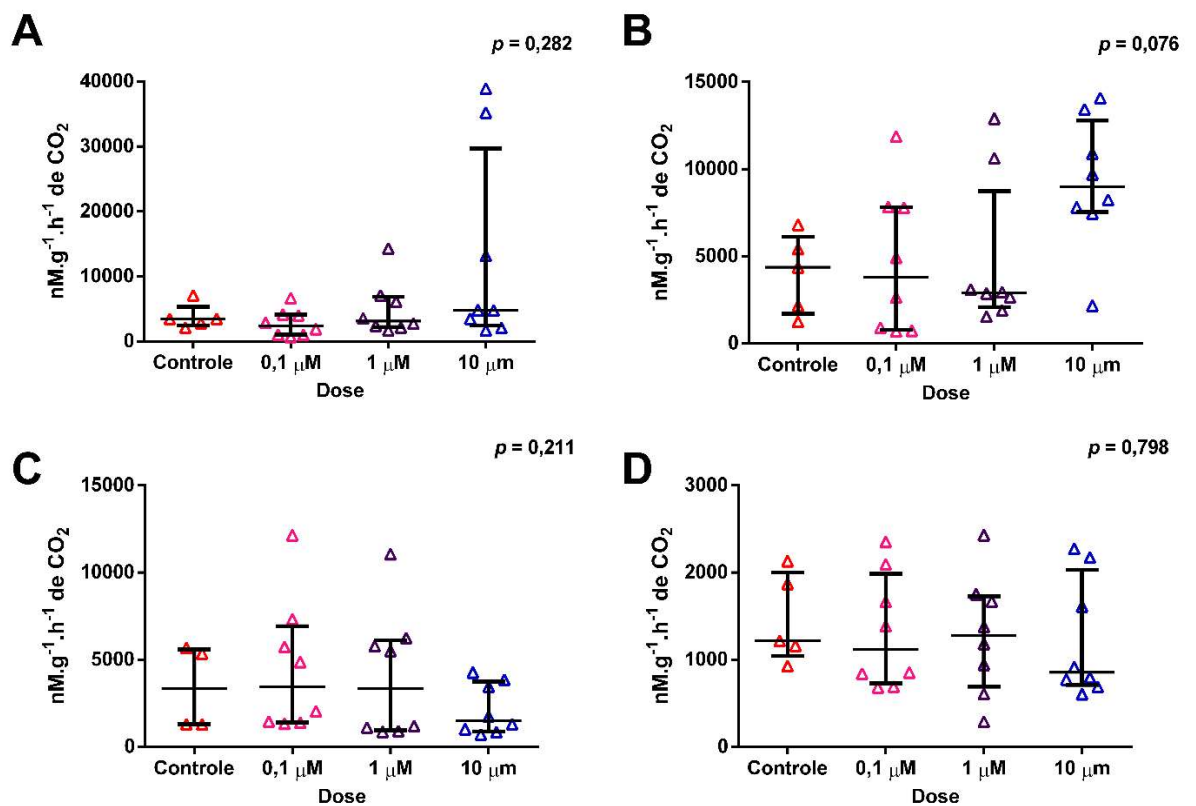 A
p = 0,282
nM.g⁻¹.h⁻¹ de CO₂
40000
30000
20000
10000
0
Controle 0,1 μM 1 μM 10 μm
Dose
B
p = 0,076
nM.g⁻¹.h⁻¹ de CO₂
15000
10000
5000
0
Controle 0,1 μM 1 μM 10 μm
Dose
C
p = 0,211
nM.g⁻¹.h⁻¹ de CO₂
15000
10000
5000
0
Controle 0,1 μM 1 μM 10 μm
Dose
D
p = 0,798
nM.g⁻¹.h⁻¹ de CO₂
3000
2000
1000
0
Controle 0,1 μM 1 μM 10 μm
Dose